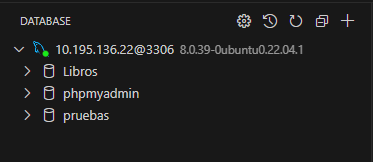 DATABASE
10.195.136.22@3306 8.0.39-0ubuntu0.22.04.1
Libros
phpmyadmin
pruebas